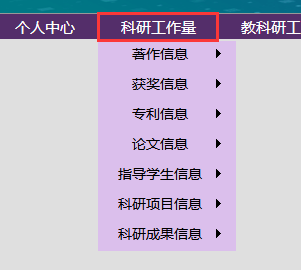 个人中心 科研工作量 教科研工
著作信息
获奖信息
专利信息
论文信息
指导学生信息
科研项目信息
科研成果信息